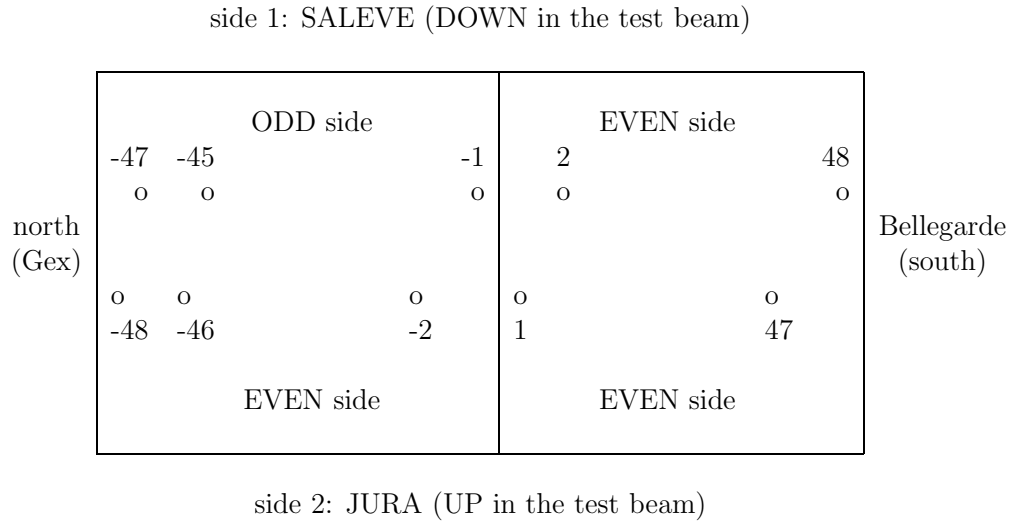 side 1: SALEVE (DOWN in the test beam)
ODD side EVEN side
-47 -45 -1 2 48
o o o o o
north
(Gex)
Bellegarde
(south)
o o o o o
-48 -46 -2 1 47
EVEN side EVEN side
side 2: JURA (UP in the test beam)